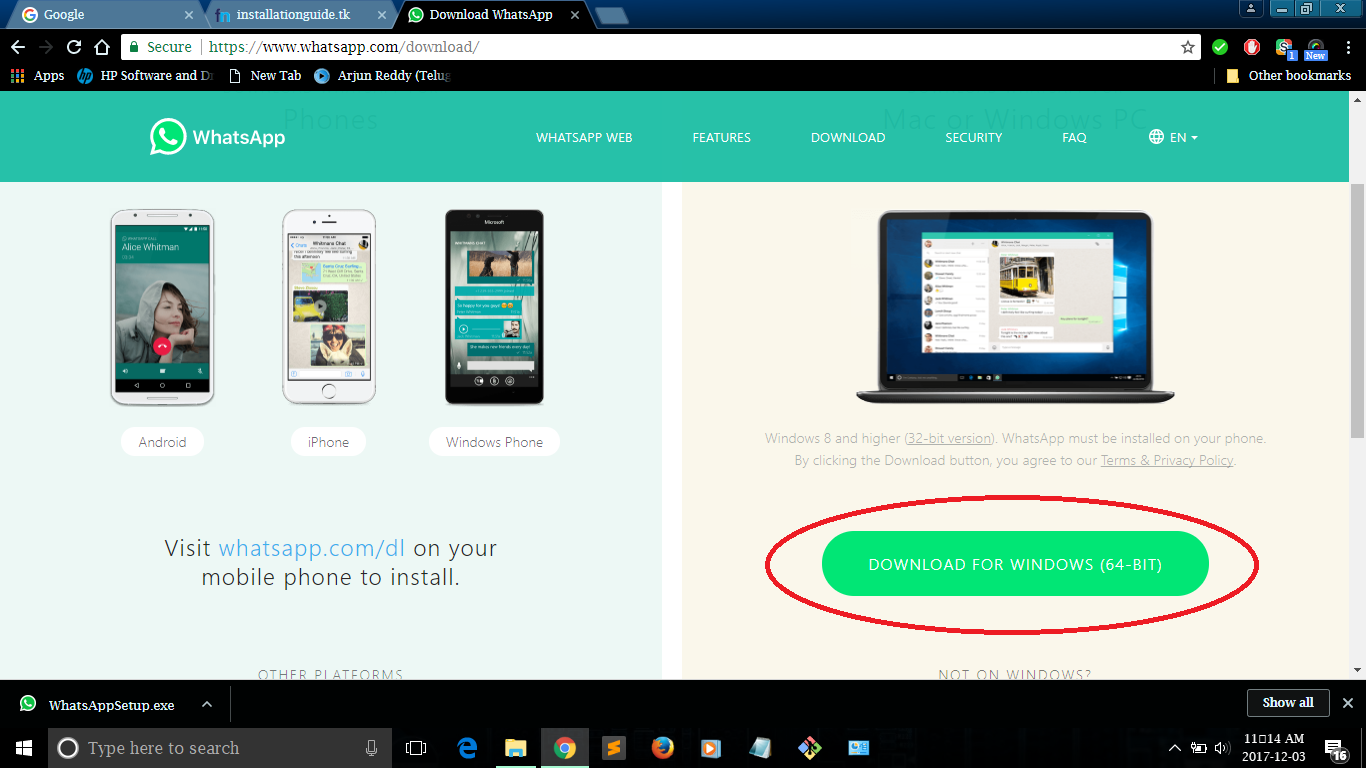 Google
installationguide.tk
Download WhatsApp
Secure
https://www.whatsapp.com/download/
1
New
Apps
HP Software and Dr
New Tab
Arjun Reddy (Telug
Other bookmarks
Phones
Mac or Windows PC
WhatsApp
WHATSAPP WEB
FEATURES
DOWNLOAD
SECURITY
FAQ
EN
Alice Whitman
Whitmans Chat
Microsoft
Android
iPhone
Windows Phone
Windows 8 and higher (32-bit version). WhatsApp must be installed on your phone.
By clicking the Download button, you agree to our Terms & Privacy Policy.
Visit whatsapp.com/dl on your
mobile phone to install.
DOWNLOAD FOR WINDOWS (64-BIT)
OTHER PLATFORMS
NOT ON WINDOWS?
WhatsAppSetup.exe
Show all
Type here to search
11□14 AM
2017-12-03
16